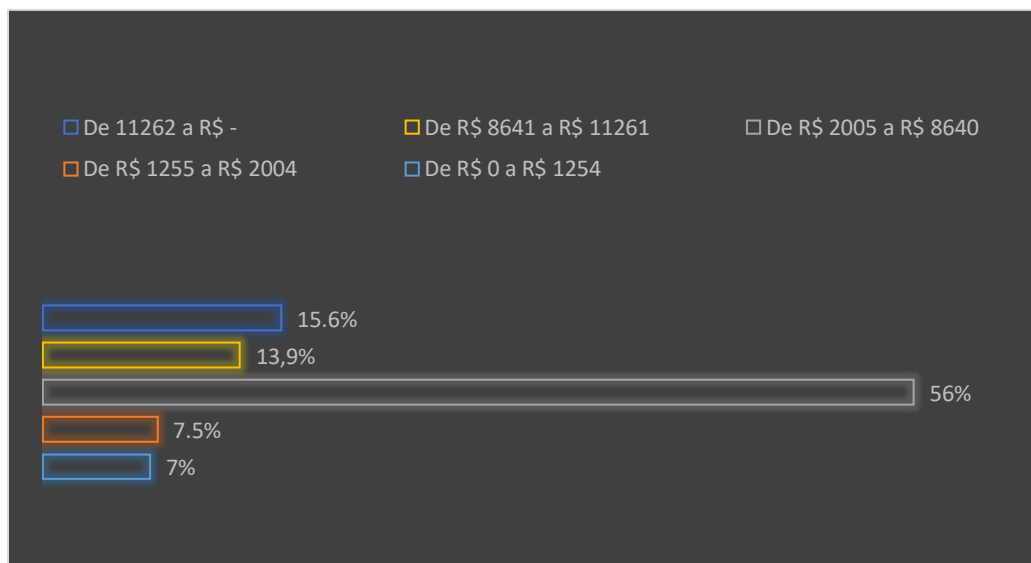 De 11262 a R$ - De R$ 8641 a R$ 11261 De R$ 2005 a R$ 8640
De R$ 1255 a R$ 2004 De R$ 0 a R$ 1254
15.6%
13,9%
56%
7.5%
7%